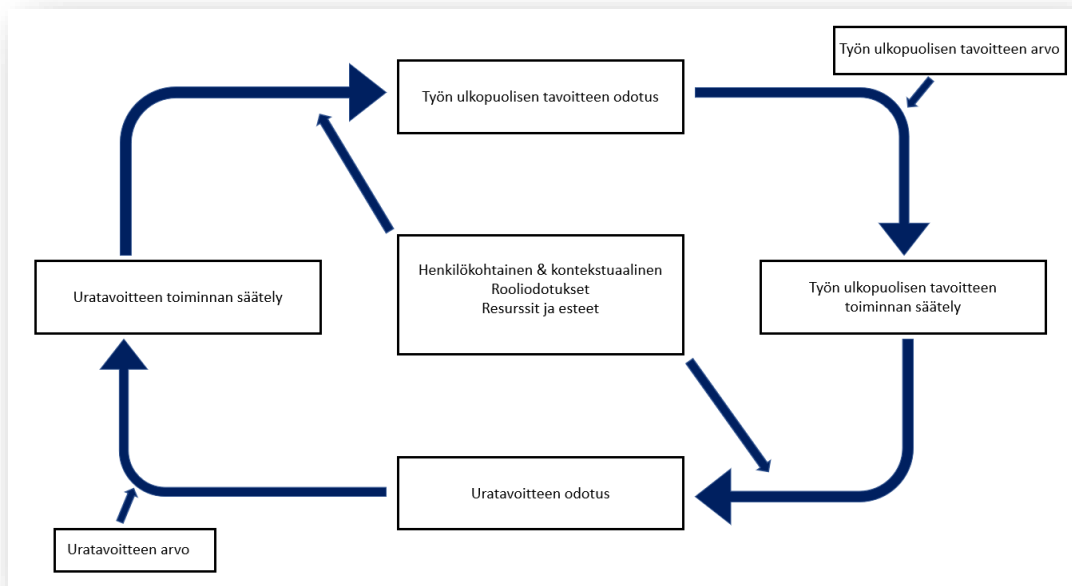 Työn ulkopuolisen tavoitteen arvo
Työn ulkopuolisen tavoitteen odotus
Henkilökohtainen & kontekstuaalinen
Rooliodotukset
Resurssit ja esteet
Uratavoitteen toiminnan säätely
Työn ulkopuolisen tavoitteen
toiminnan säätely
Uratavoitteen odotus
Uratavoitteen arvo